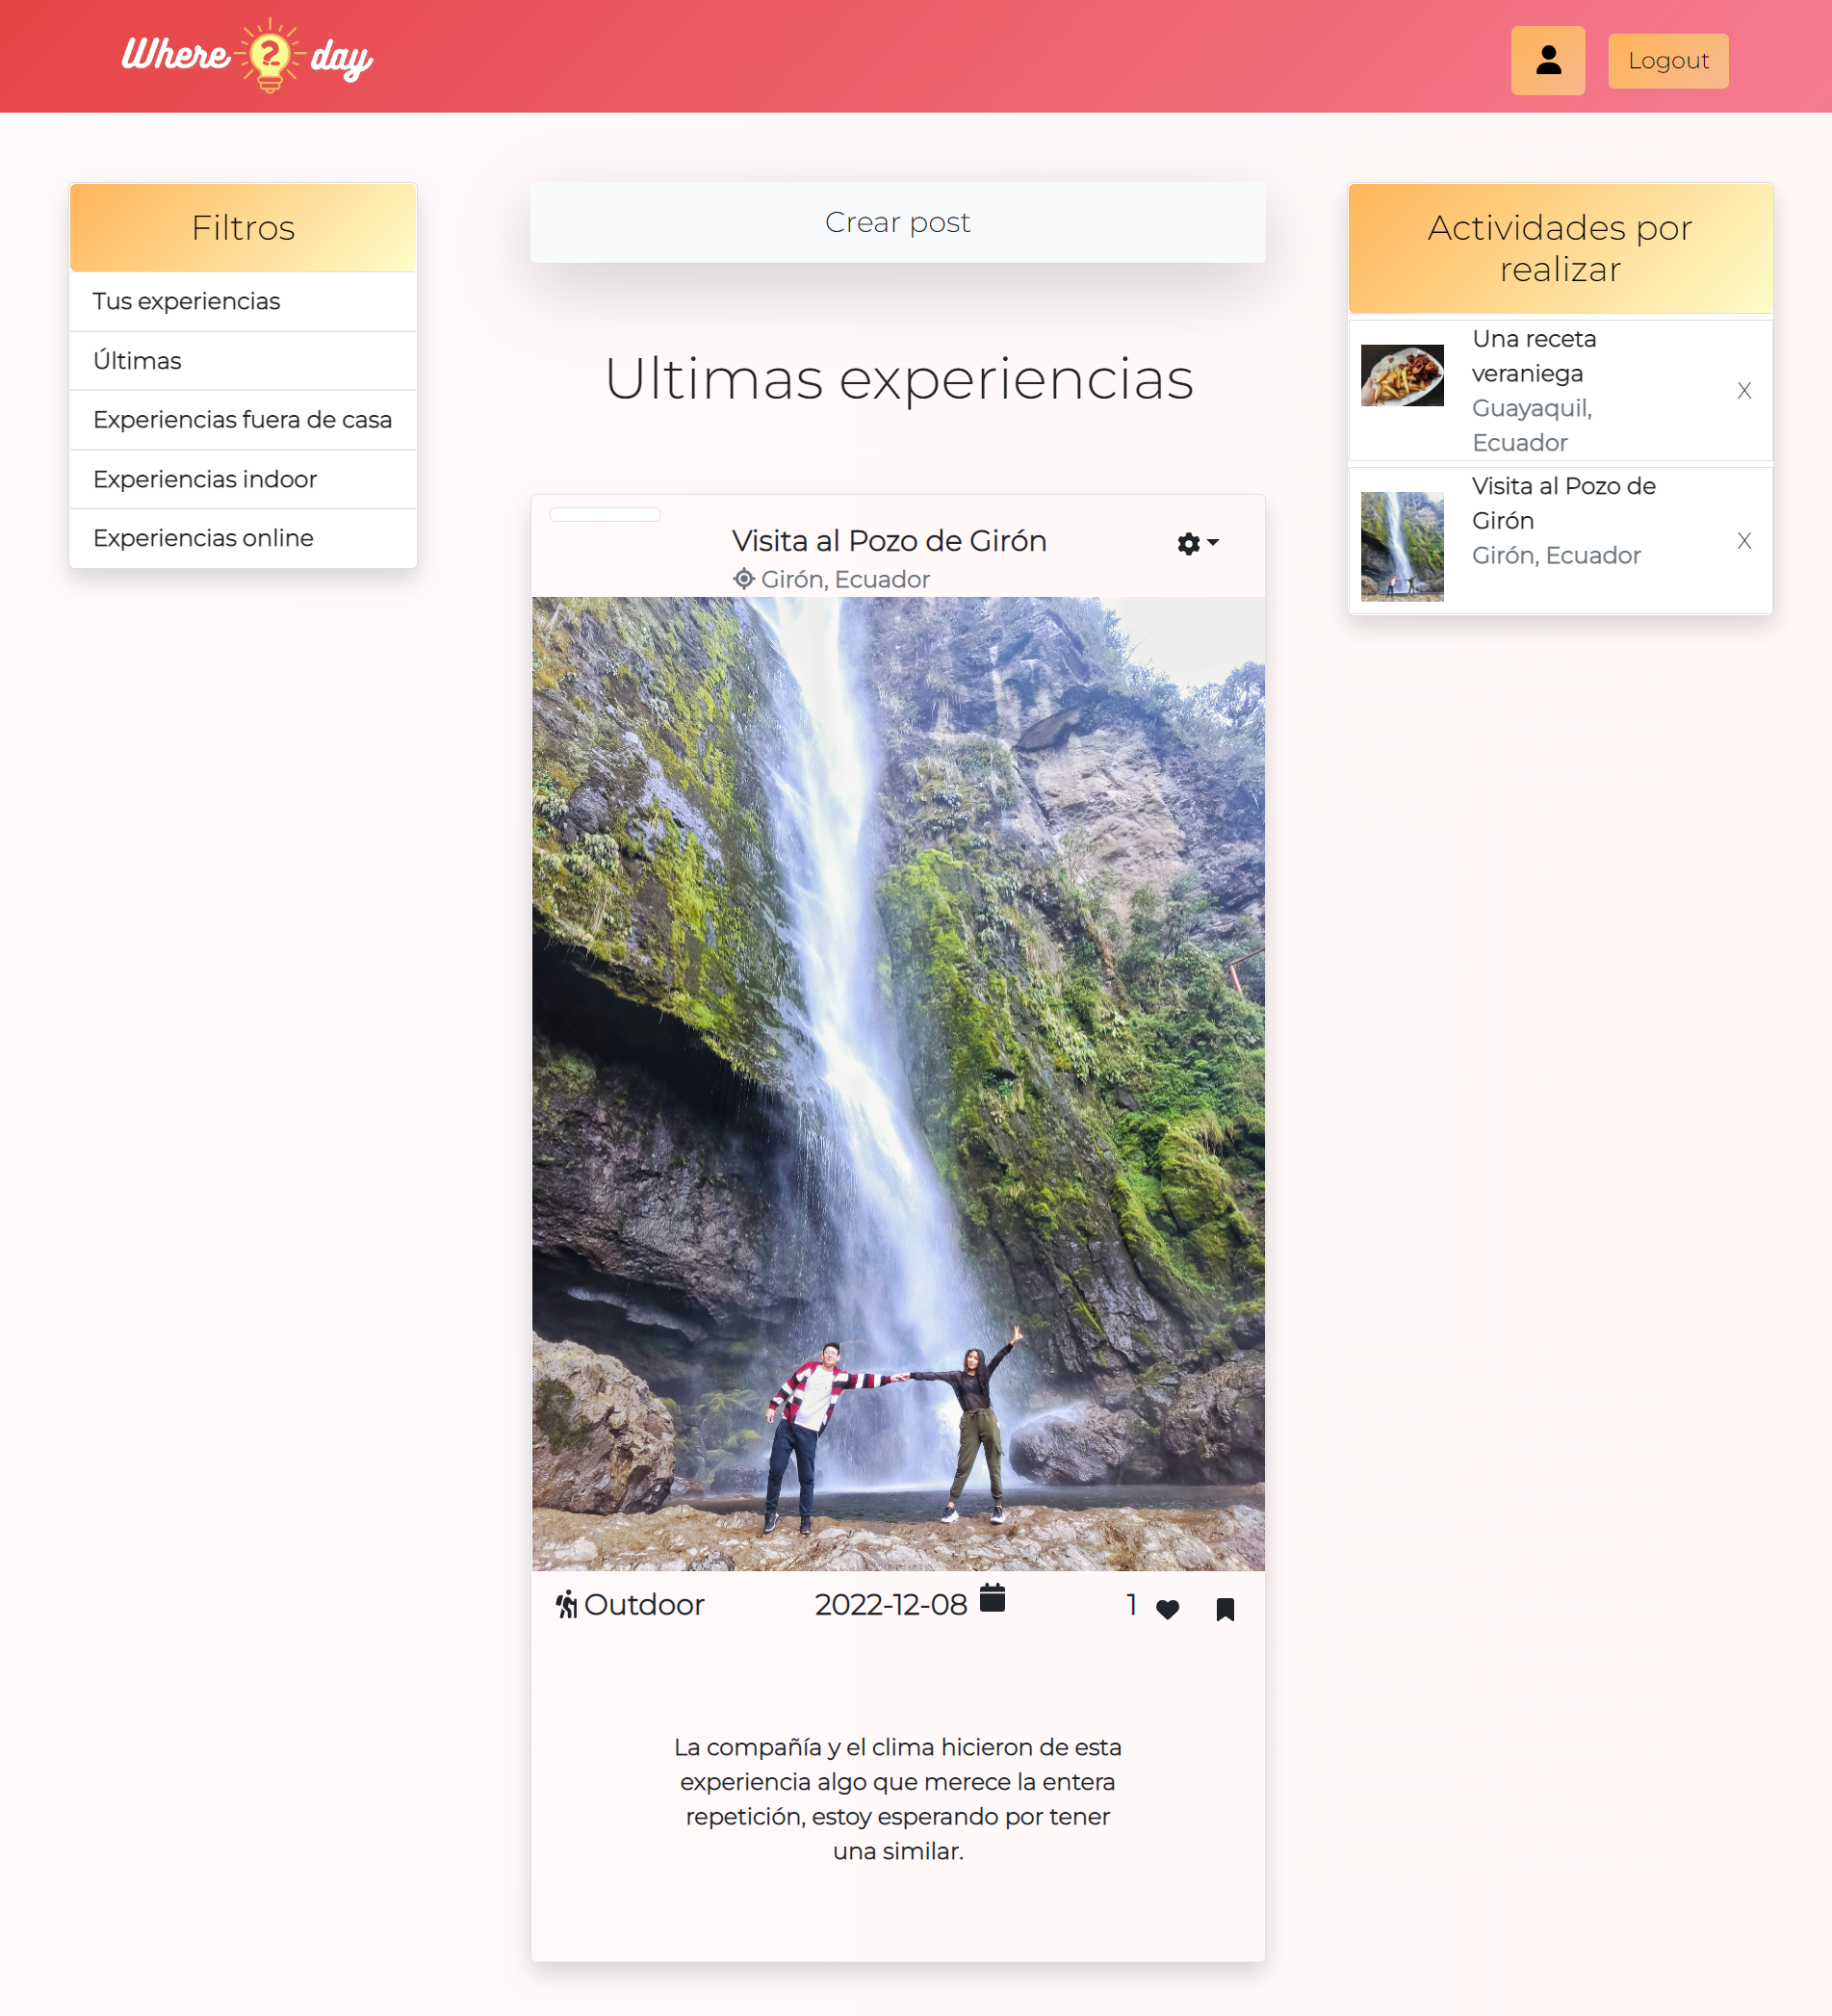 Where 2 day
Logout
Filtros
Tus experiencias
Últimas
Experiencias fuera de casa
Experiencias indoor
Experiencias online
Crear post
Ultimas experiencias
Visita al Pozo de Girón
Girón, Ecuador
Outdoor
2022-12-08
1
La compañía y el clima hicieron de esta
experiencia algo que merece la entera
repetición, estoy esperando por tener
una similar.
Actividades por
realizar
Una receta
veraniega
Guayaquil,
Ecuador
X
Visita al Pozo de
Girón
Girón, Ecuador
X